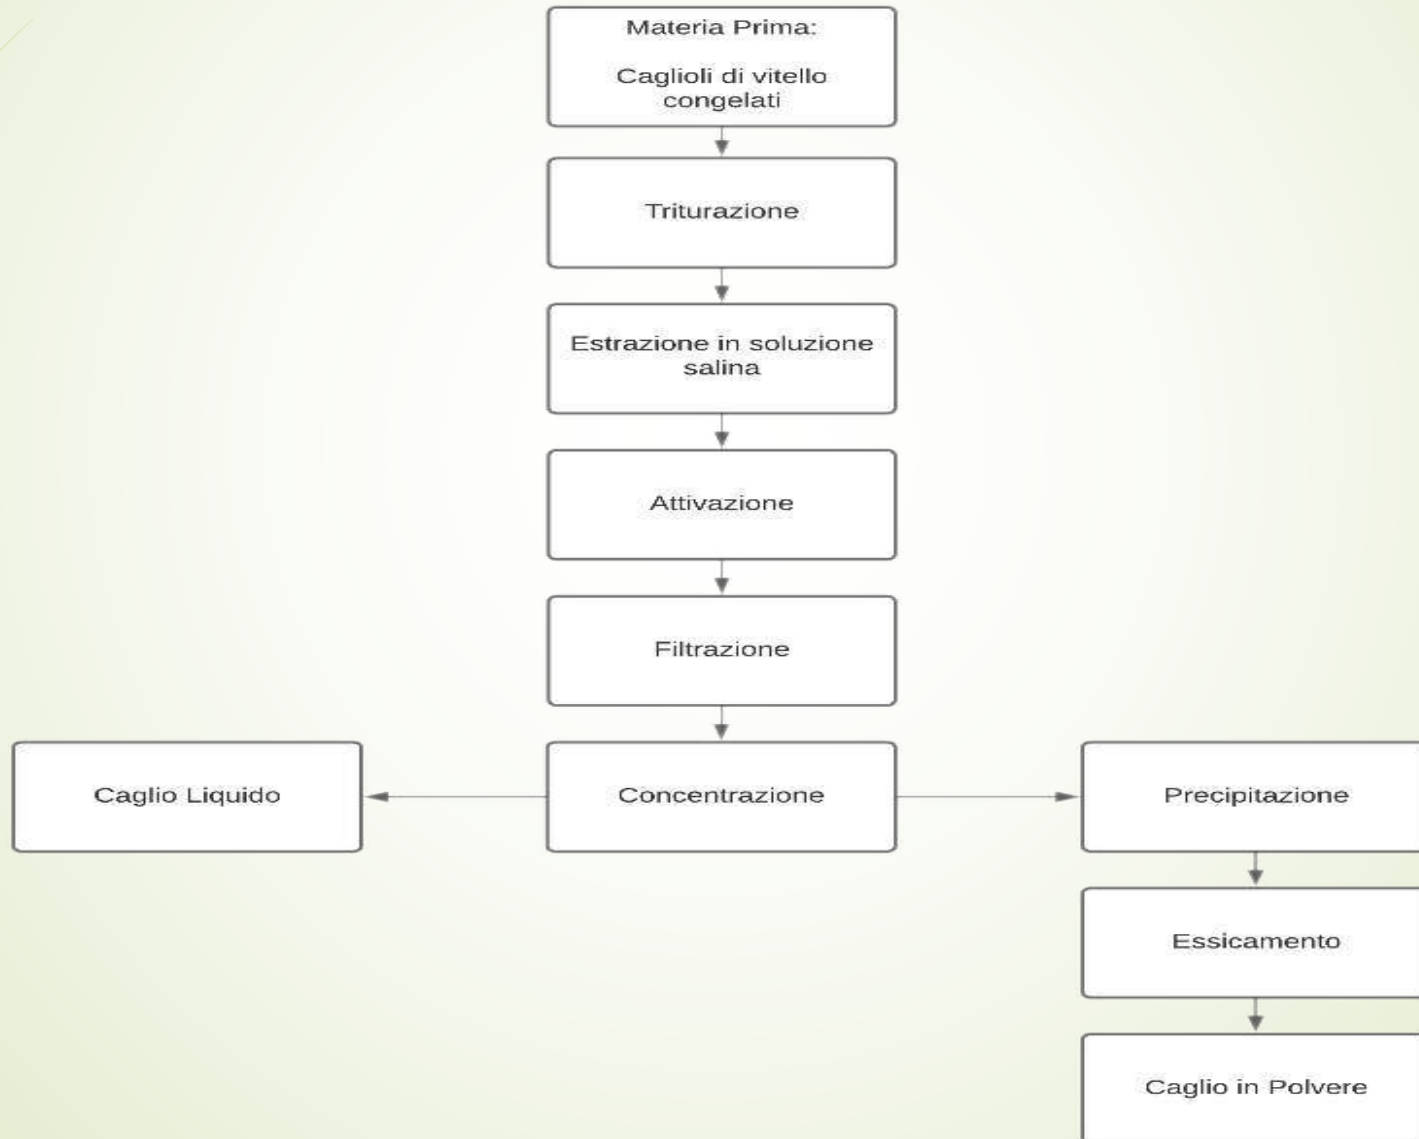 Materia Prima:
Caglioli di vitello
congelati
Triturazione
Estrazione in soluzione
salina
Attivazione
Filtrazione
Caglio Liquido
Concentrazione
Precipitazione
Essicamento
Caglio in Polvere